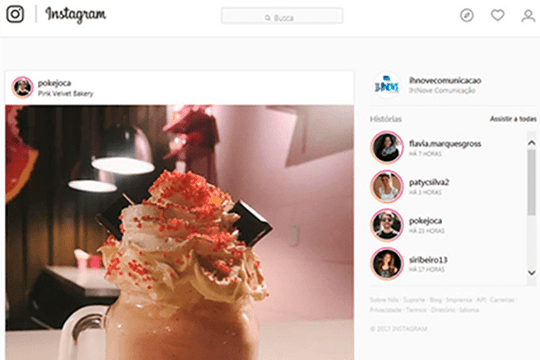 Instagram
Busca
pokejoca
Pink Velvet Bakery
ihnovecomunicacao
IhNove Comunicação
Histórias
Assistir a todas
flavia.marquesgross
HÁ 7 HORAS
patycsilva2
HÁ 3 HORAS
pokejoca
HÁ 23 HORAS
siribeiro13
HÁ 17 HORAS
Sobre Nós · Suporte · Blog · Imprensa · API · Carreiras ·
Privacidade · Termos · Diretório · Idioma
© 2017 INSTAGRAM